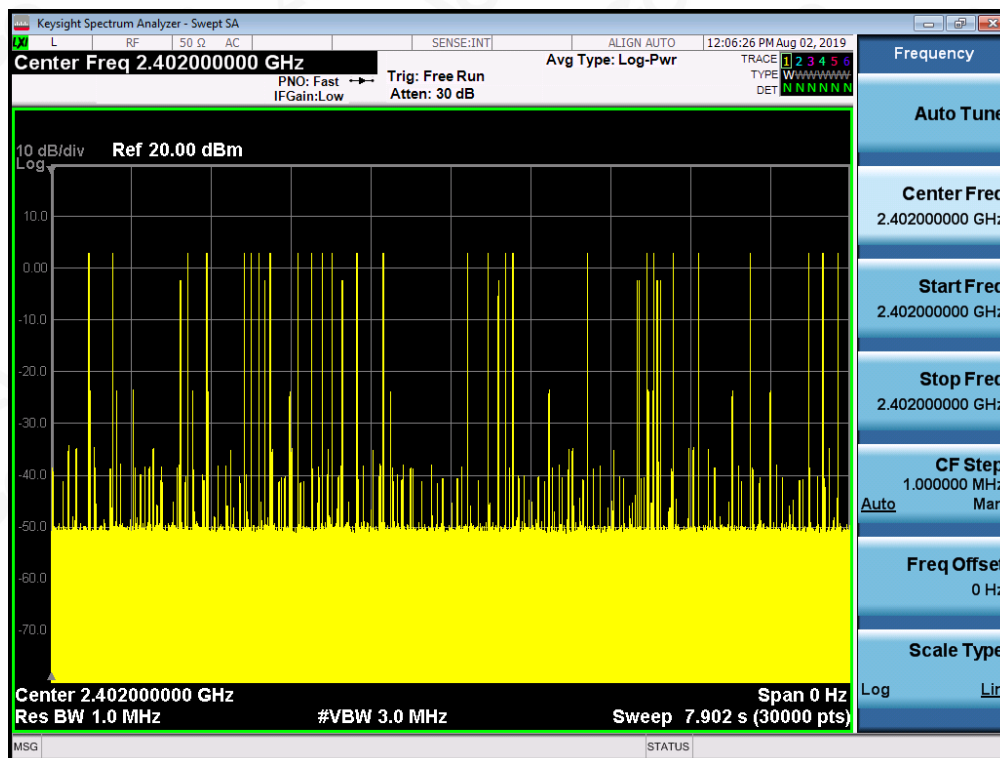 Keysight Spectrum Analyzer - Swept SA
LXI L RF 50 Ω AC SENSE:INT ALIGN AUTO 12:06:26 PM Aug 02, 2019
Center Freq 2.402000000 GHz
PNO: Fast
IFGain:Low
Trig: Free Run
Atten: 30 dB
Avg Type: Log-Pwr
TRACE 1 2 3 4 5 6
TYPE WWWWWW
DET N N N N N N
10 dB/div Ref 20.00 dBm
Log
10.0
0.00
-10.0
-20.0
-30.0
-40.0
-50.0
-60.0
-70.0
Center 2.402000000 GHz Span 0 Hz
Res BW 1.0 MHz #VBW 3.0 MHz Sweep 7.902 s (30000 pts)
MSG STATUS
Frequency
Auto Tune
Center Freq
2.402000000 GHz
Start Freq
2.402000000 GHz
Stop Freq
2.402000000 GHz
CF Step
1.000000 MHz
Auto Man
Freq Offset
0 Hz
Scale Type
Log Lin